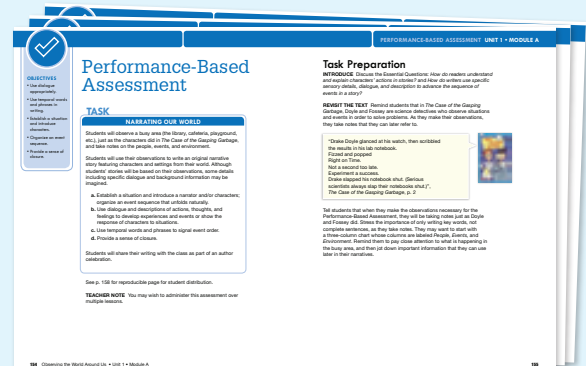 PERFORMANCE-BASED ASSESSMENT UNIT 1 • MODULE A
OBJECTIVES
• Use dialogue
appropriately.
• Use temporal words
and phrases in
writing.
• Establish a situation
and introduce
characters.
• Organize an event
sequence.
• Provide a sense of
closure.
Performance-Based
Assessment
TASK
NARRATING OUR WORLD
Students will observe a busy area (the library, cafeteria, playground,
etc.), just as the characters did in The Case of the Gasping Garbage,
and take notes on the people, events, and environment.
Students will use their observations to write an original narrative
story featuring characters and settings from their world. Although
students' stories will be based on their observations, some details
including specific dialogue and background information may be
imagined.
a. Establish a situation and introduce a narrator and/or characters;
organize an event sequence that unfolds naturally.
b. Use dialogue and descriptions of actions, thoughts, and
feelings to develop experiences and events or show the
response of characters to situations.
c. Use temporal words and phrases to signal event order.
d. Provide a sense of closure.
Students will share their writing with the class as part of an author
celebration.
See p. 158 for reproducible page for student distribution.
TEACHER NOTE You may wish to administer this assessment over
multiple lessons.
154 Observing the World Around Us • Unit 1 • Module A
Task Preparation
INTRODUCE Discuss the Essential Questions: How do readers understand
and explain characters' actions in stories? and How do writers use specific
sensory details, dialogue, and description to advance the sequence of
events in a story?
REVISIT THE TEXT Remind students that in The Case of the Gasping
Garbage, Doyle and Fossey are science detectives who observe situations
and events in order to solve problems. As they make their observations,
they take notes that they can later refer to.
"Drake Doyle glanced at his watch, then scribbled
the results in his lab notebook.
Fizzed and popped
Right on Time.
Not a second too late.
Experiment a success.
Drake slapped his notebook shut. (Serious
scientists always slap their notebooks shut.)",
The Case of the Gasping Garbage, p. 2
Tell students that when they make the observations necessary for the
Performance-Based Assessment, they will be taking notes just as Doyle
and Fossey did. Stress the importance of only writing key words, not
complete sentences, as they take notes. They may want to start with
a three-column chart whose columns are labeled People, Events, and
Environment. Remind them to pay close attention to what is happening in
the busy area, and then jot down important information that they can use
later in their narratives.
155